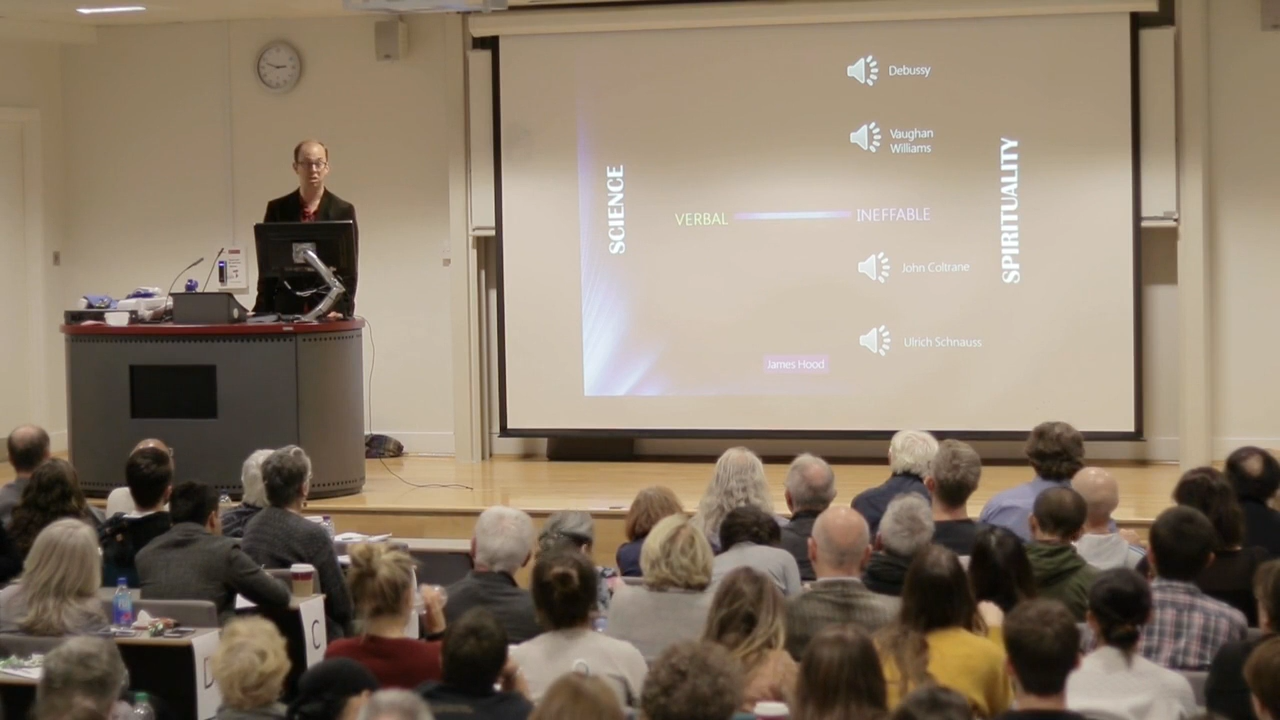 Debussy
Vaughan
Williams
SCIENCE
VERBAL
INEFFABLE
SPIRITUALITY
John Coltrane
Ulrich Schnauss
James Hood
C